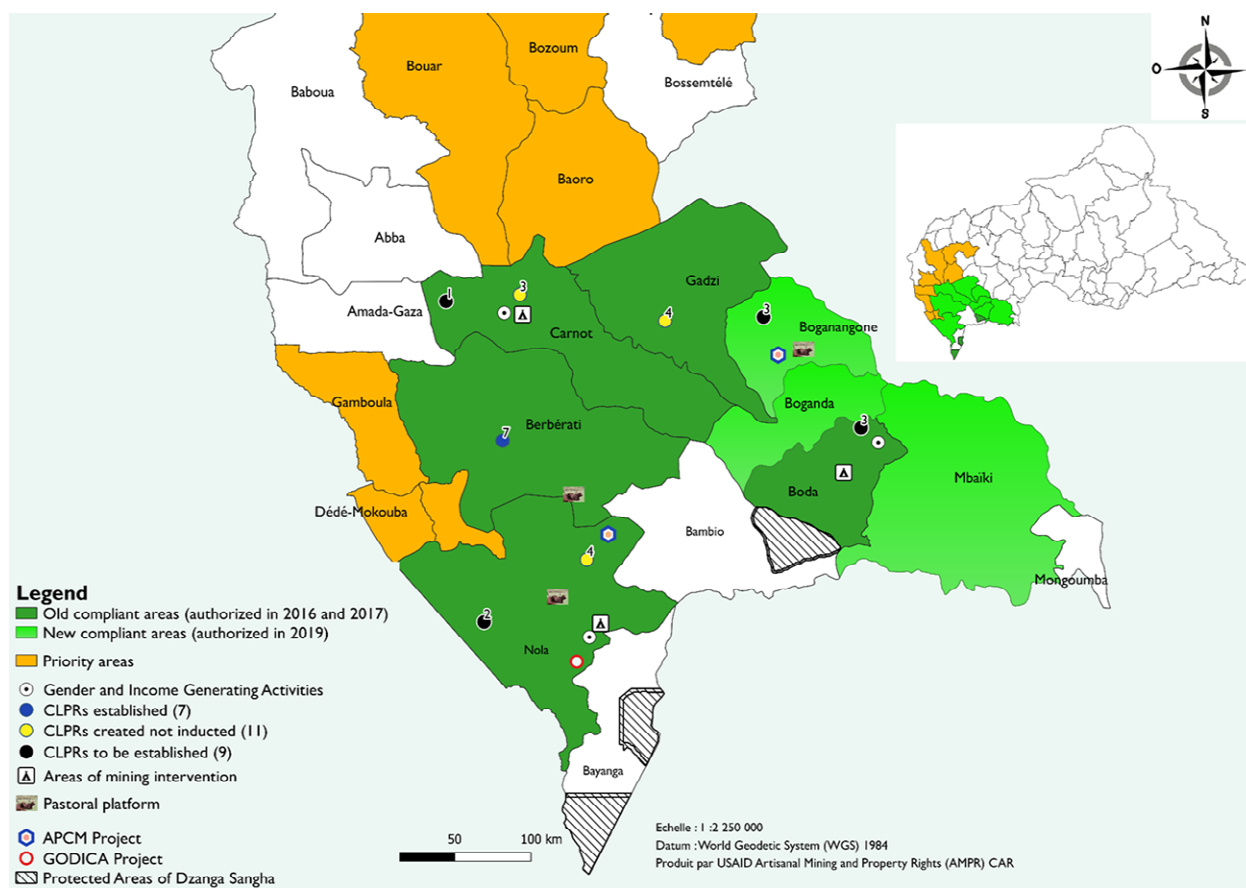 N
O
S
Bozoum
Bouar
Bossemtélé
Baboua
Baoro
Abba
Gadzi
Amada-Gaza
1
3
4
3
Carnot
Boganangone
Gamboula
Boganda
Berbérati
7
3
Mbaïki
Boda
Dédé-Mokouba
Bambio
4
Mongoumba
2
Nola
Bayanga
Legend
Old compliant areas (authorized in 2016 and 2017)
New compliant areas (authorized in 2019)
Priority areas
Gender and Income Generating Activities
CLPRs established (7)
CLPRs created not inducted (11)
CLPRs to be established (9)
Areas of mining intervention
Pastoral platform
APCM Project
GODICA Project
Protected Areas of Dzanga Sangha
50 100 km
Echelle : 1 :2 250 000
Datum : World Geodetic System (WGS) 1984
Produit par USAID Artisanal Mining and Property Rights (AMPR) CAR